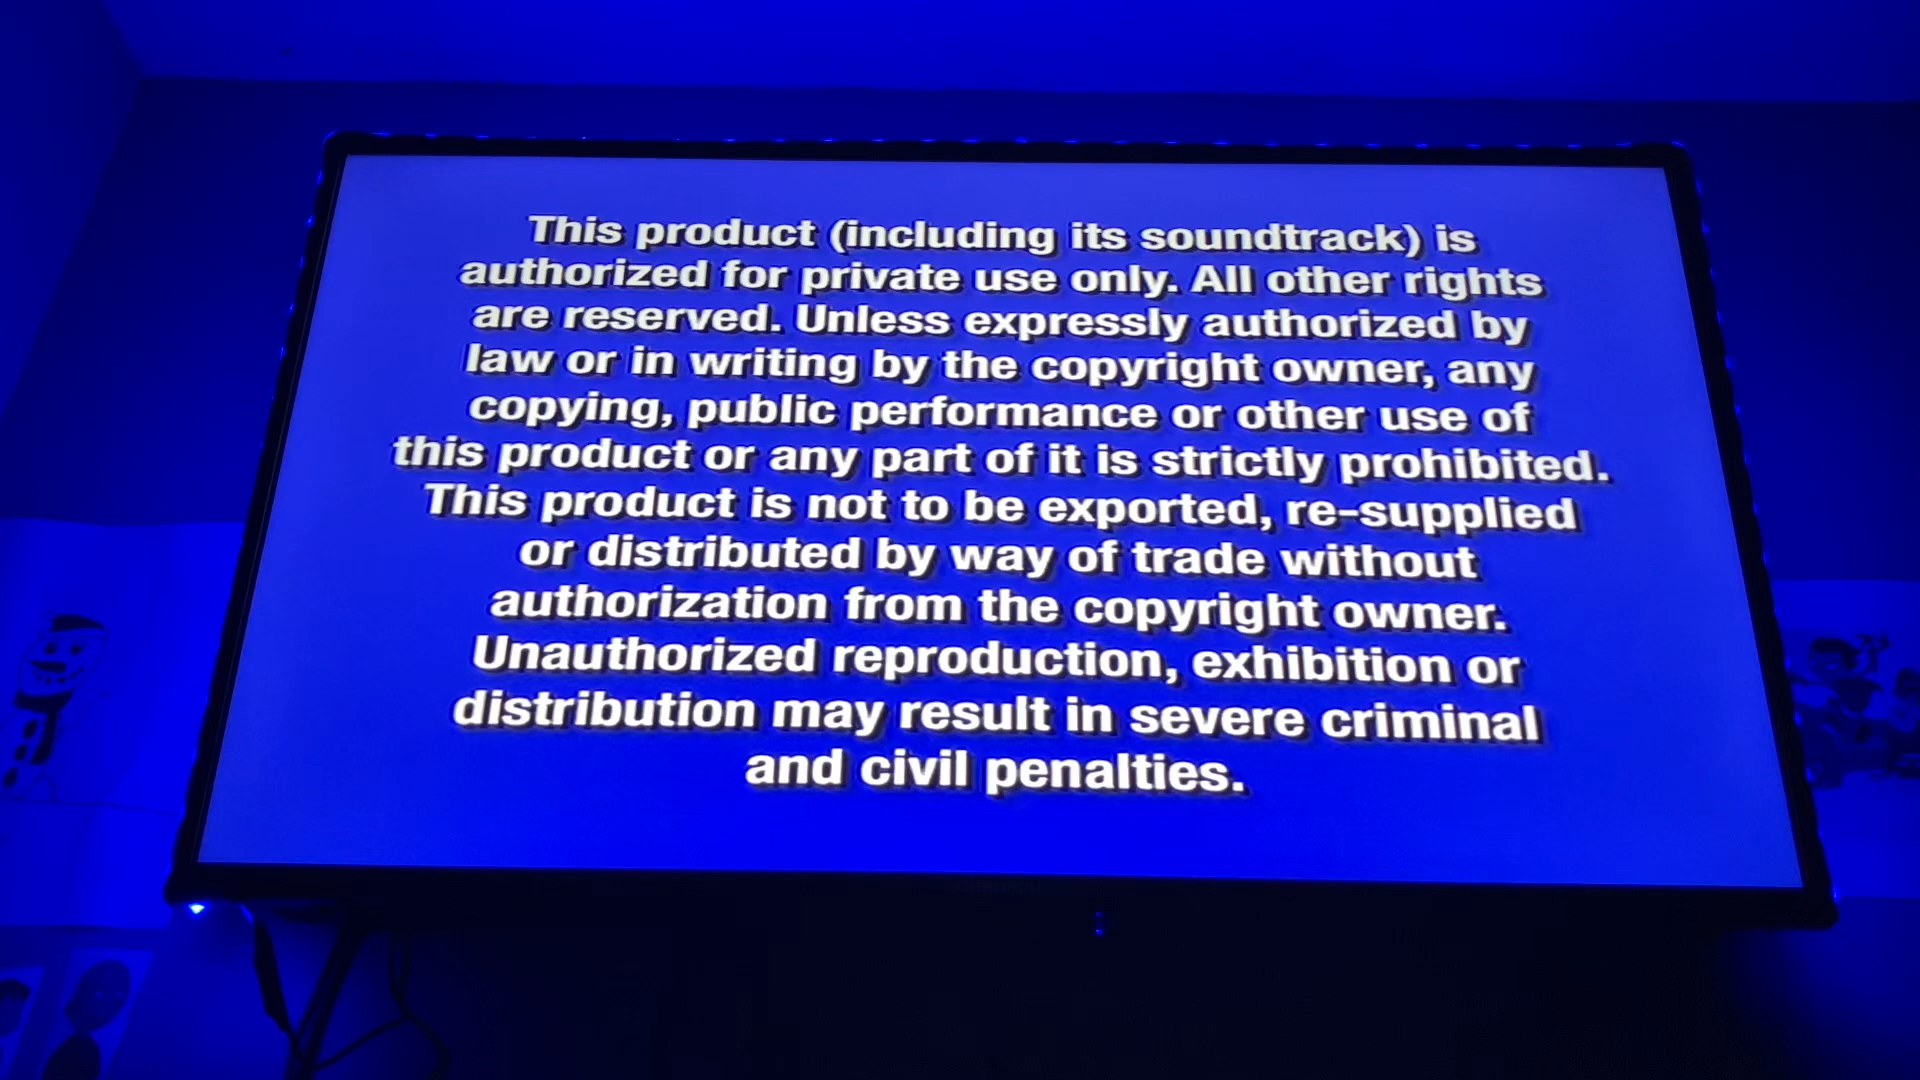 This product (including its soundtrack) is
authorized for private use only. All other rights
are reserved. Unless expressly authorized by
law or in writing by the copyright owner, any
copying, public performance or other use of
this product or any part of it is strictly prohibited.
This product is not to be exported, re-supplied
or distributed by way of trade without
authorization from the copyright owner.
Unauthorized reproduction, exhibition or
distribution may result in severe criminal
and civil penalties.